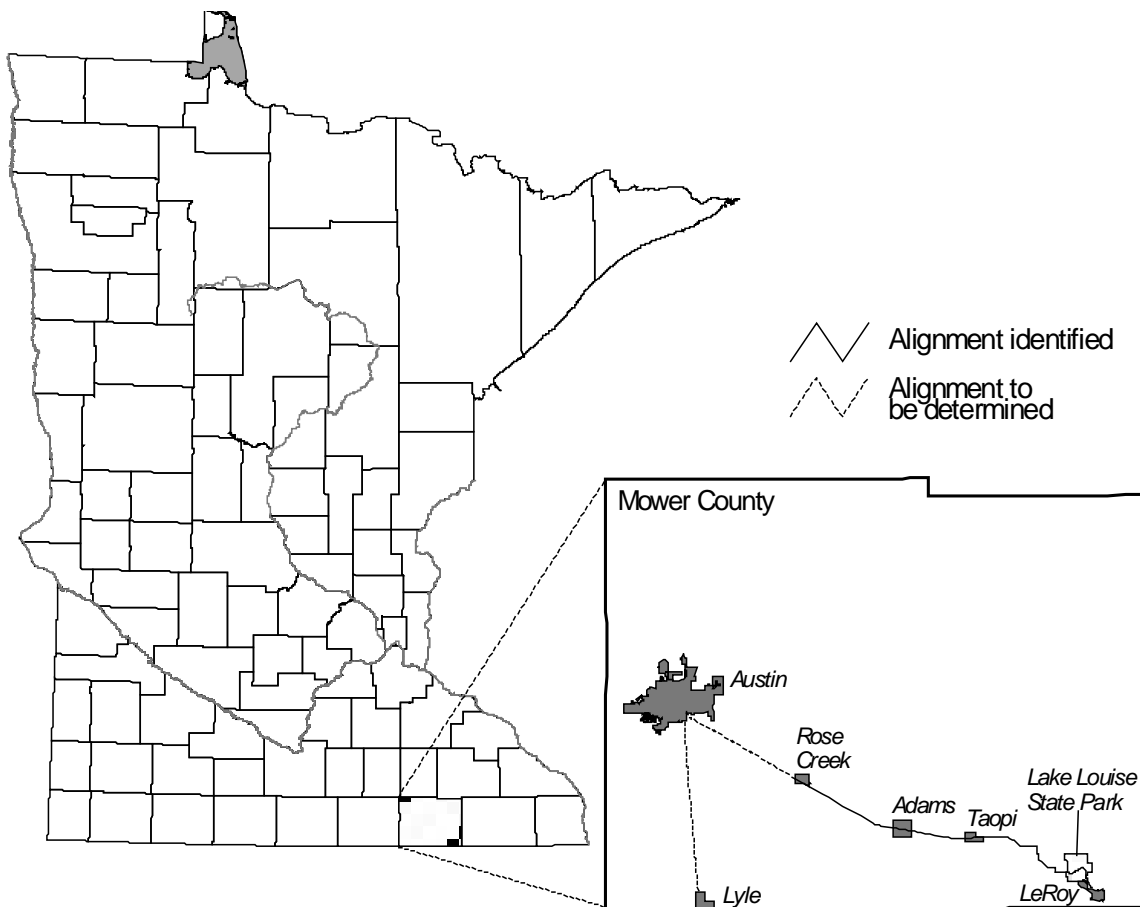 Alignment identified
Alignment to
be determined
Mower County
Austin
Rose
Creek
Lake Louise
State Park
Adams
Taopi
LeRoy
Lyle